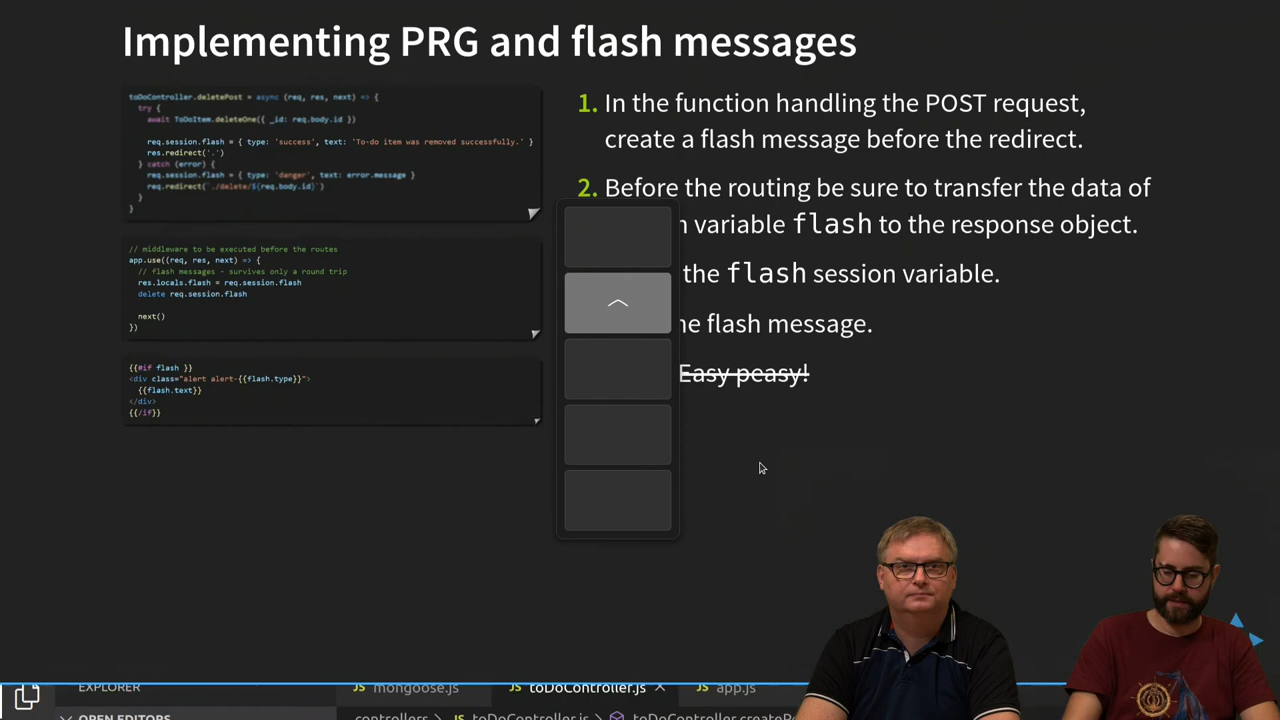 Implementing PRG and flash messages
toDoController.deletePost = async (req, res, next) => {
try {
await ToDoItem.deleteOne({ _id: req.body.id })
req.session.flash = { type: 'success', text: 'To-do item was removed successfully.' }
res.redirect('.')
} catch (error) {
req.session.flash = { type: 'danger', text: error.message }
req.redirect(`./delete/${req.body.id}`)
}
}
// middleware to be executed before the routes
app.use((req, res, next) => {
// flash messages - survives only a round trip
res.locals.flash = req.session.flash
delete req.session.flash
next()
})
{{#if flash }}
<div class="alert alert-{{flash.type}}">
{{flash.text}}
</div>
{{/if}}
1. In the function handling the POST request,
create a flash message before the redirect.
2. Before the routing be sure to transfer the data of
variable flash to the response object.
the flash session variable.
flash message.
Easy peasy!
EXPLORER
mongoose.js
toDoController.js
app.js
OPEN EDITORS
controllers
toDoController.js